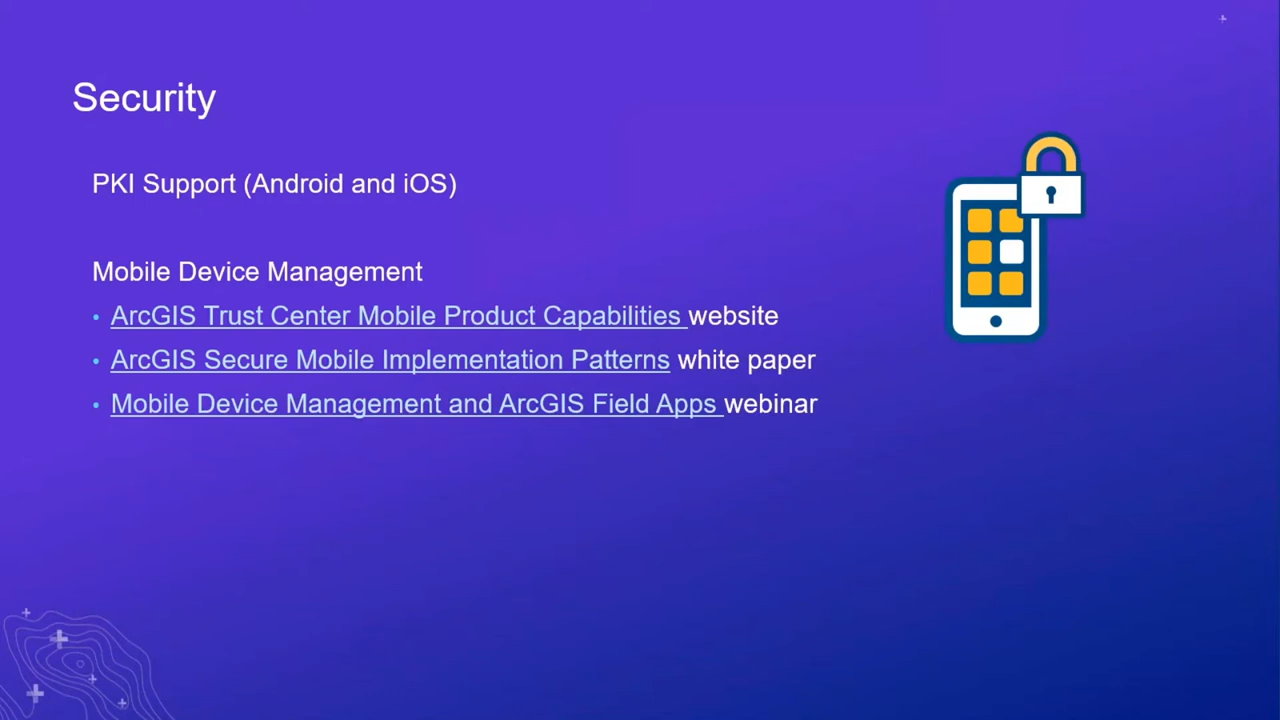 Security
PKI Support (Android and iOS)
Mobile Device Management
• ArcGIS Trust Center Mobile Product Capabilities website
• ArcGIS Secure Mobile Implementation Patterns white paper
• Mobile Device Management and ArcGIS Field Apps webinar